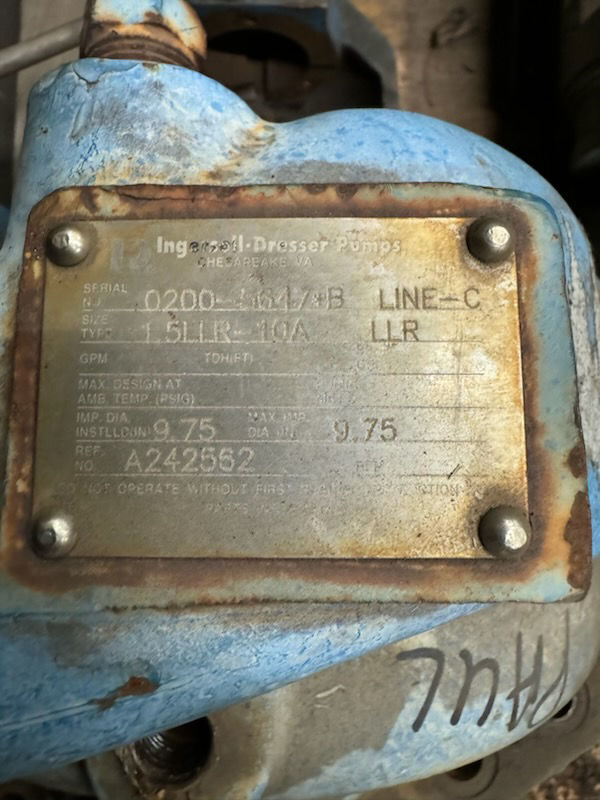 Ingersoll-Dresser Pumps
CHESAPEAKE, VA
SERIAL NO. LINE-C
SIZE TYPE 1.5LLR-10A LLR
GPM TDH(FT)
MAX. DESIGN AT
AMB. TEMP. (PSIG)
IMP. DIA. INSTLLD(IN) 9.75 MAX. IMP. DIA. (IN) 9.75
REF. NO. A242552
DO NOT OPERATE WITHOUT FIRST
PAUL